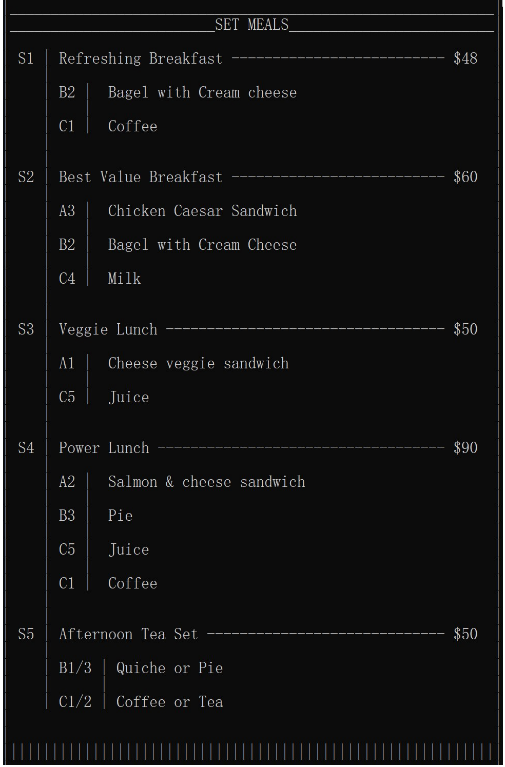 SET MEALS
S1 | Refreshing Breakfast -------------------------- $48
B2 | Bagel with Cream cheese
C1 | Coffee
S2 | Best Value Breakfast -------------------------- $60
A3 | Chicken Caesar Sandwich
B2 | Bagel with Cream Cheese
C4 | Milk
S3 | Veggie Lunch ---------------------------------- $50
A1 | Cheese veggie sandwich
C5 | Juice
S4 | Power Lunch ----------------------------------- $90
A2 | Salmon & cheese sandwich
B3 | Pie
C5 | Juice
C1 | Coffee
S5 | Afternoon Tea Set ----------------------------- $50
B1/3 | Quiche or Pie
C1/2 | Coffee or Tea